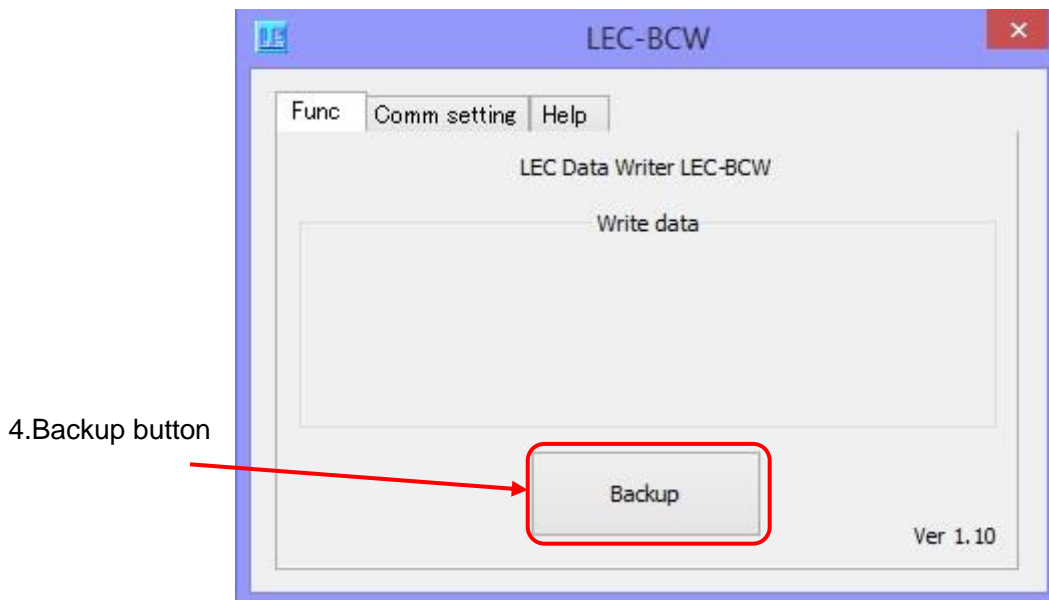 LEC-BCW
Func Comm setting Help
LEC Data Writer LEC-BCW
Write data
4.Backup button
Backup
Ver 1.10